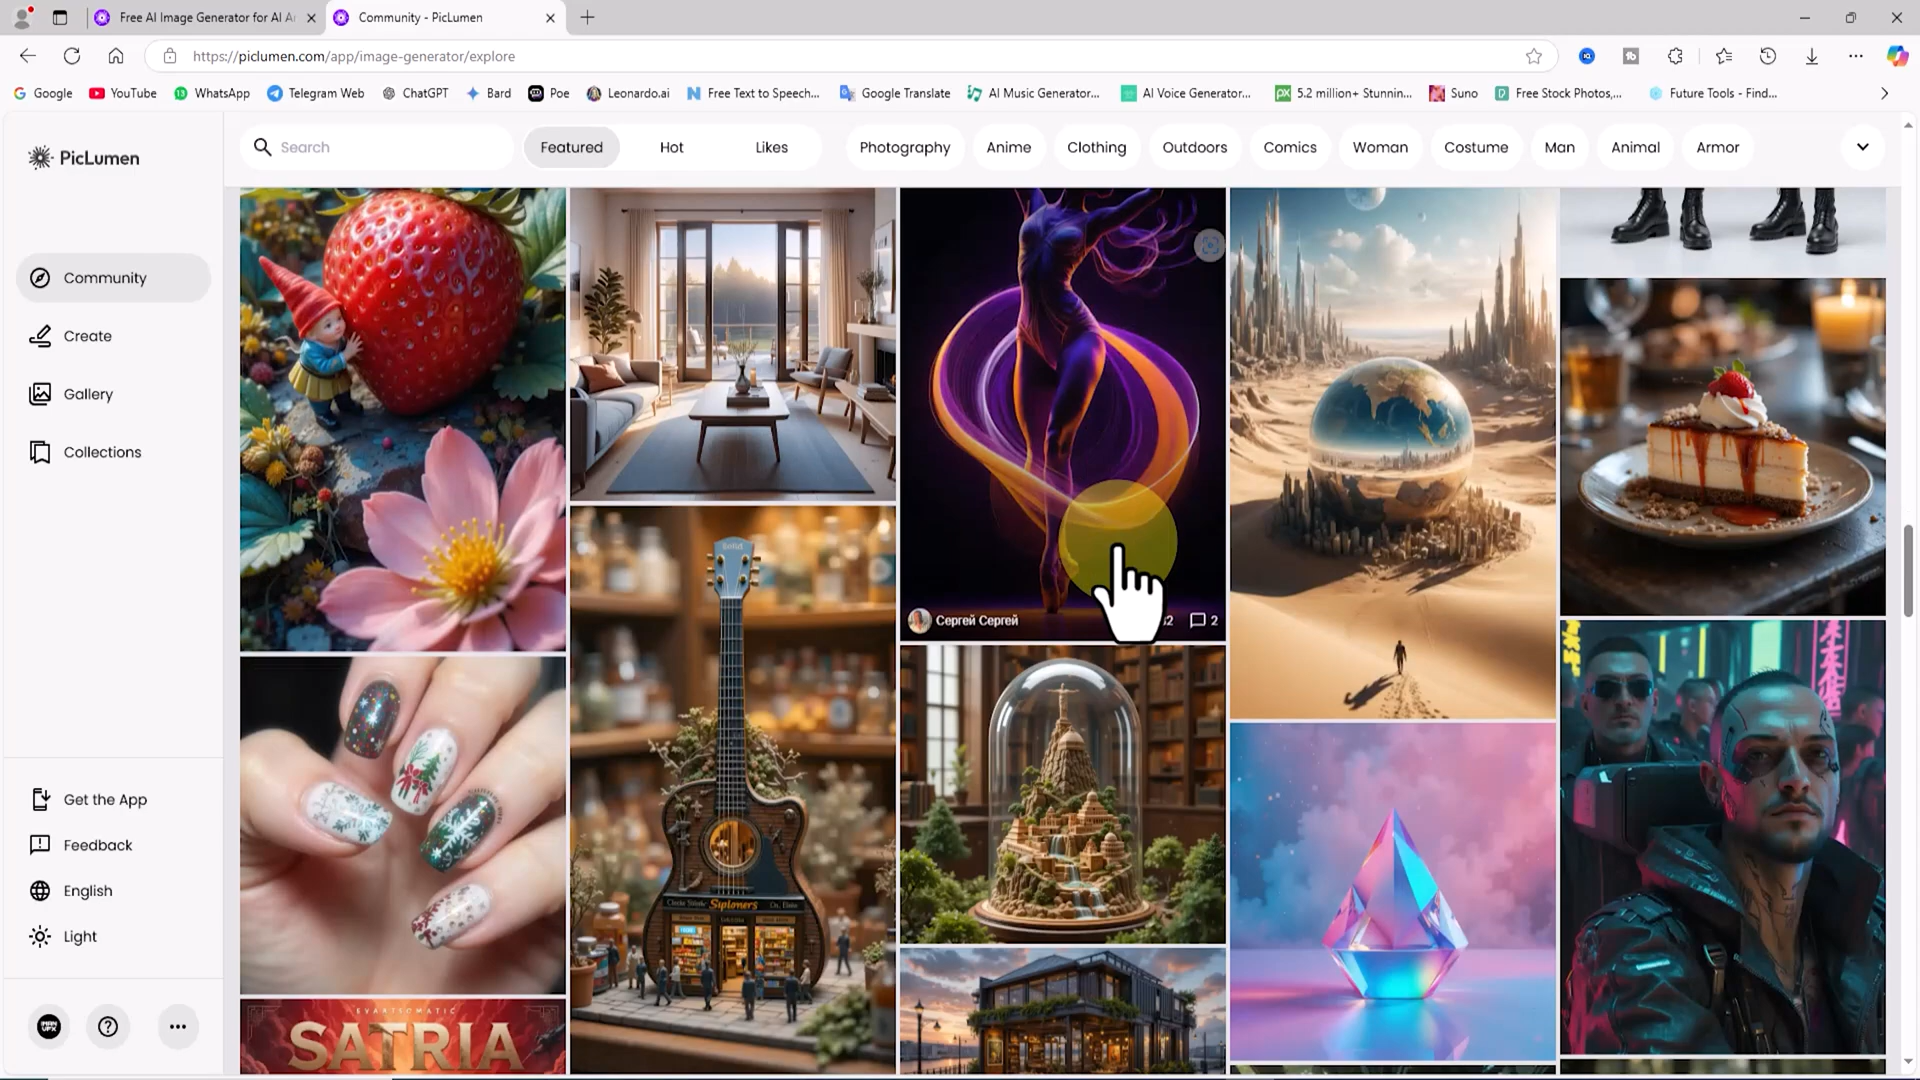 Free AI Image Generator for AI A
Community - PicLumen
https://piclumen.com/app/image-generator/explore
Google
YouTube
WhatsApp
Telegram Web
ChatGPT
Bard
Poe
Leonardo.ai
Free Text to Speech...
Google Translate
AI Music Generator...
AI Voice Generator...
5.2 million+ Stunnin...
Suno
Free Stock Photos,...
Future Tools - Find...
PicLumen
Search
Featured
Hot
Likes
Photography
Anime
Clothing
Outdoors
Comics
Woman
Costume
Man
Animal
Armor
Community
Create
Gallery
Collections
Сергей Сергей
2
Siplomers
Get the App
Feedback
English
Light
SATRIA